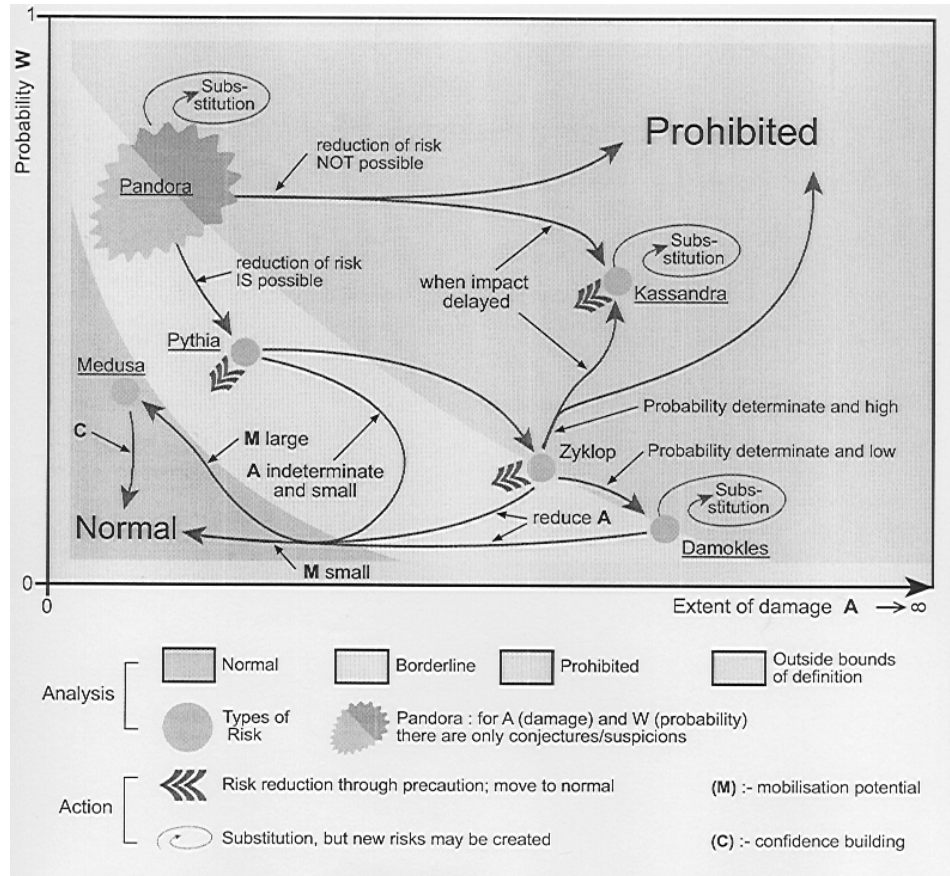 1
Probability W
Subs-
titution
Prohibited
reduction of risk
NOT possible
Pandora
Subs-
titution
reduction of risk
IS possible
when impact
delayed
Kassandra
Pythia
Medusa
C
M large
Probability determinate and high
A indeterminate
and small
Zyklop
Probability determinate and low
Subs-
titution
Normal
reduce A
Damokles
M small
0
0
Extent of damage A → ∞
Analysis
Normal
Borderline
Prohibited
Outside bounds
of definition
Types of
Risk
Pandora : for A (damage) and W (probability)
there are only conjectures/suspicions
Action
Risk reduction through precaution; move to normal
(M) :- mobilisation potential
Substitution, but new risks may be created
(C) :- confidence building